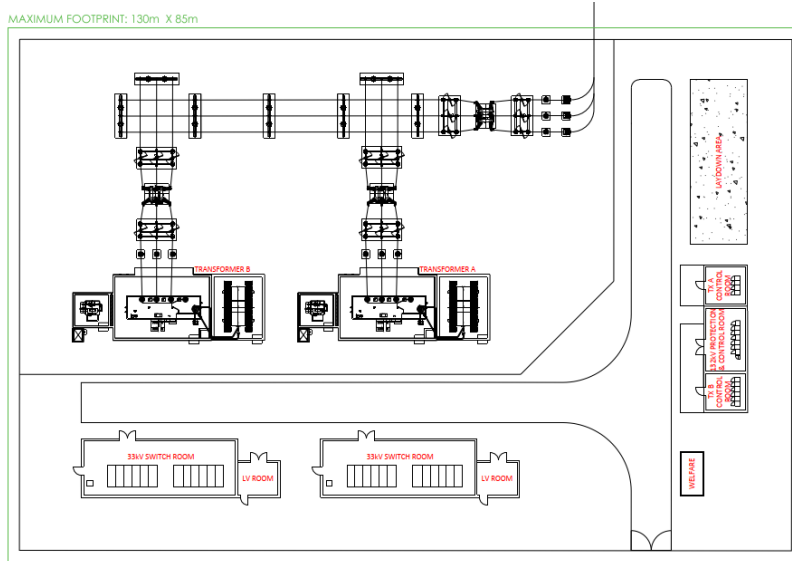 MAXIMUM FOOTPRINT: 130m X 85m
LAYDOWN AREA
TRANSFORMER B
TRANSFORMER A
TX A
CONTROL
ROOM
132kV PROTECTION
& CONTROL ROOM
TX B
CONTROL
ROOM
33kV SWITCH ROOM
LV ROOM
33kV SWITCH ROOM
LV ROOM
WELFARE